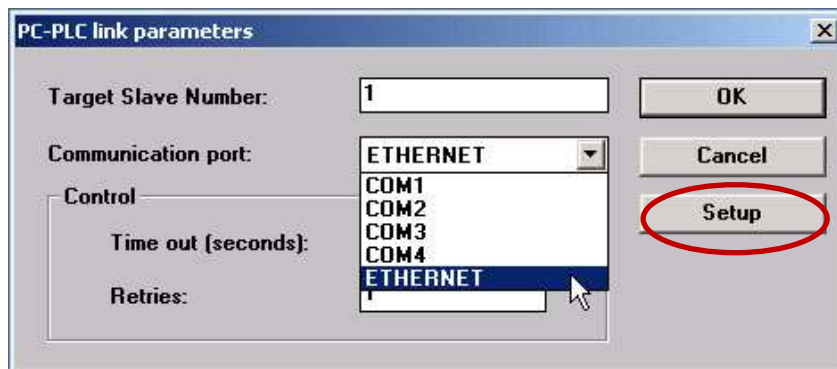 PC-PLC link parameters
Target Slave Number: 1 OK
Communication port: ETHERNET Cancel
COM1
Control COM2 Setup
COM3
Time out (seconds): COM4
ETHERNET
Retries: